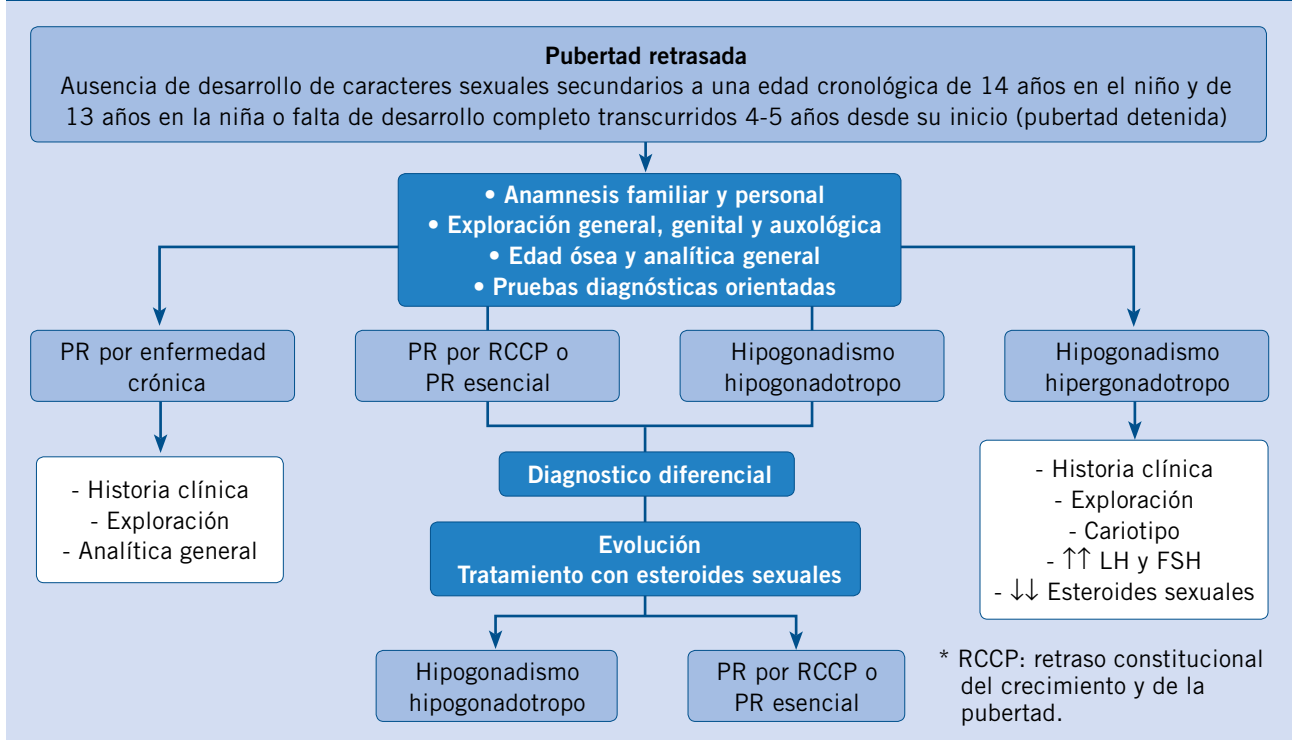 Pubertad retrasada
Ausencia de desarrollo de caracteres sexuales secundarios a una edad cronológica de 14 años en el niño y de
13 años en la niña o falta de desarrollo completo transcurridos 4-5 años desde su inicio (pubertad detenida)
• Anamnesis familiar y personal
• Exploración general, genital y auxológica
• Edad ósea y analítica general
• Pruebas diagnósticas orientadas
PR por enfermedad
crónica
PR por RCCP o
PR esencial
Hipogonadismo
hipogonadotropo
Hipogonadismo
hipergonadotropo
- Historia clínica
- Exploración
- Analítica general
Diagnostico diferencial
- Historia clínica
- Exploración
- Cariotipo
- ↑↑ LH y FSH
- ↓↓ Esteroides sexuales
Evolución
Tratamiento con esteroides sexuales
Hipogonadismo
hipogonadotropo
PR por RCCP o
PR esencial
* RCCP: retraso constitucional
del crecimiento y de la
pubertad.